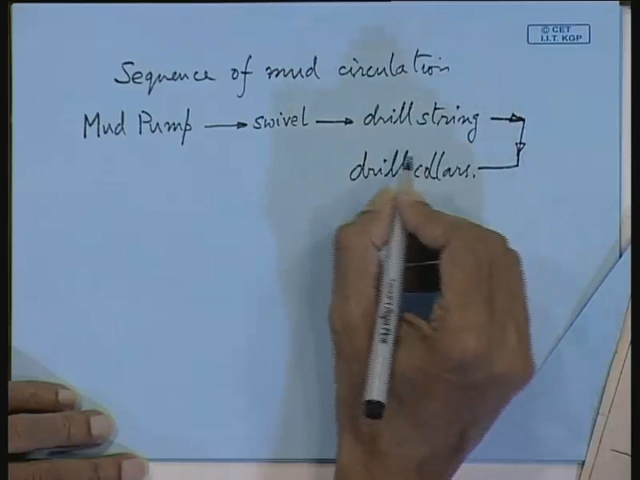 © CET
I.I.T. KGP
Sequence of mud circulation
Mud Pump → swivel → drill string →
drill collars.